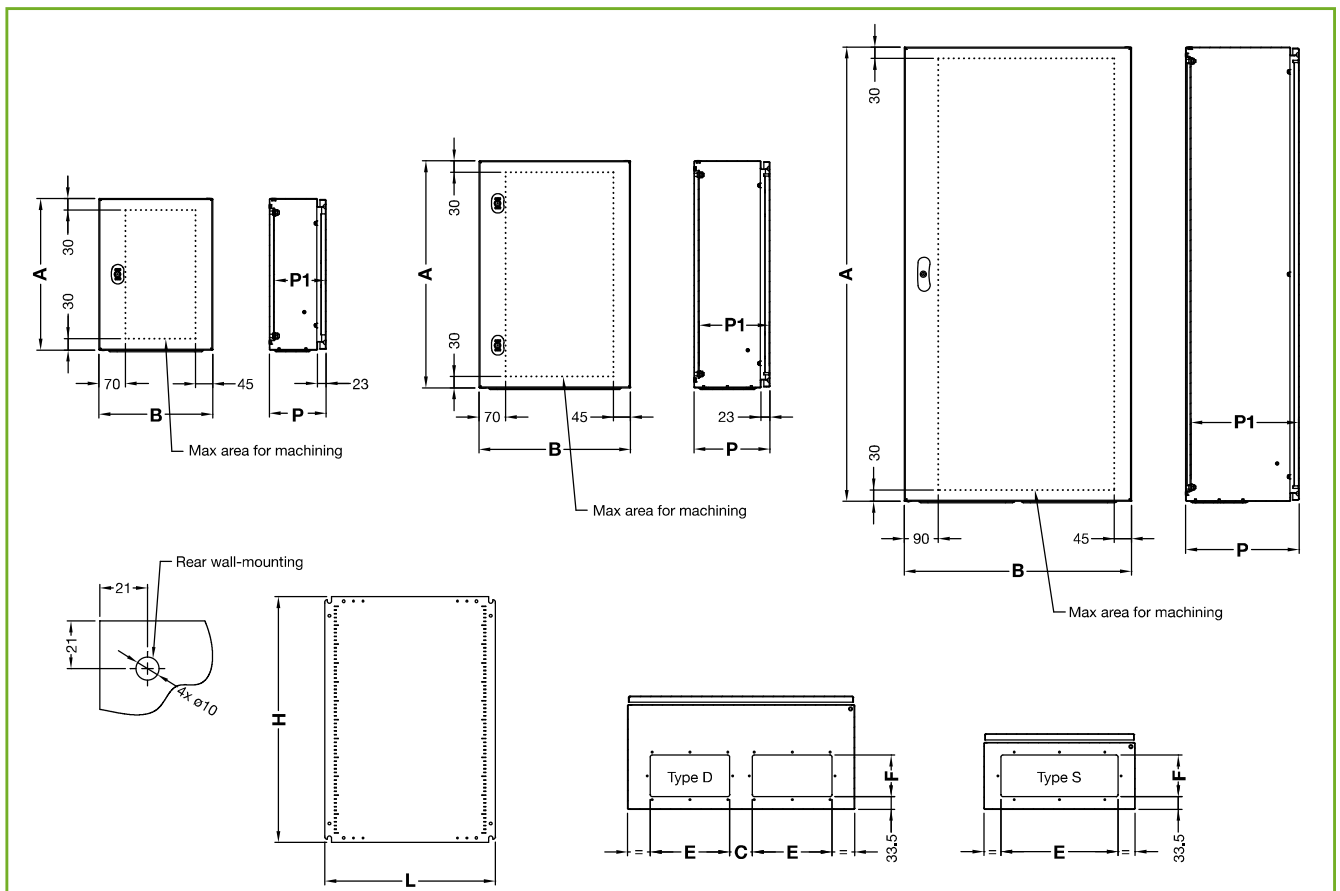 30
A
30
70
45
B
P1
23
P
Max area for machining
30
A
30
70
45
B
P1
23
P
Max area for machining
30
A
30
90
45
B
P1
P
Max area for machining
Rear wall-mounting
21
21
4x ø10
H
L
Type D
F
= E C E =
33.5
Type S
F
= E =
33.5